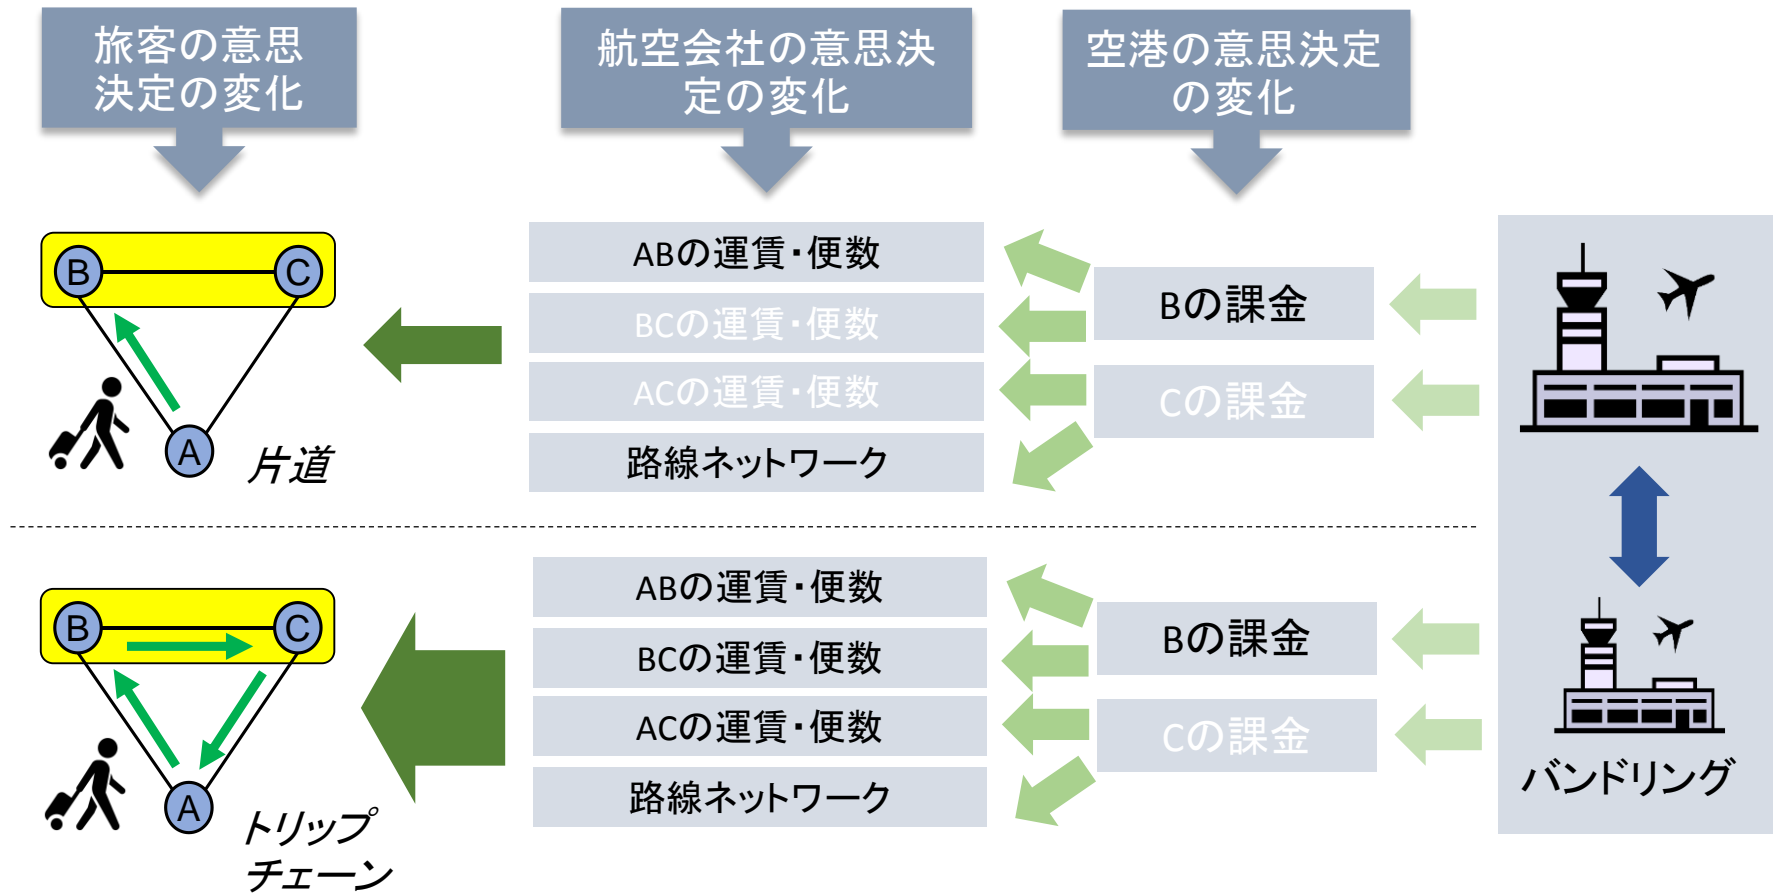 旅客の意思
決定の変化
航空会社の意思決
定の変化
空港の意思決定
の変化
B
C
A
片道
ABの運賃・便数
BCの運賃・便数
ACの運賃・便数
路線ネットワーク
Bの課金
Cの課金
B
C
A
トリップ
チェーン
ABの運賃・便数
BCの運賃・便数
ACの運賃・便数
路線ネットワーク
Bの課金
Cの課金
バンドリング